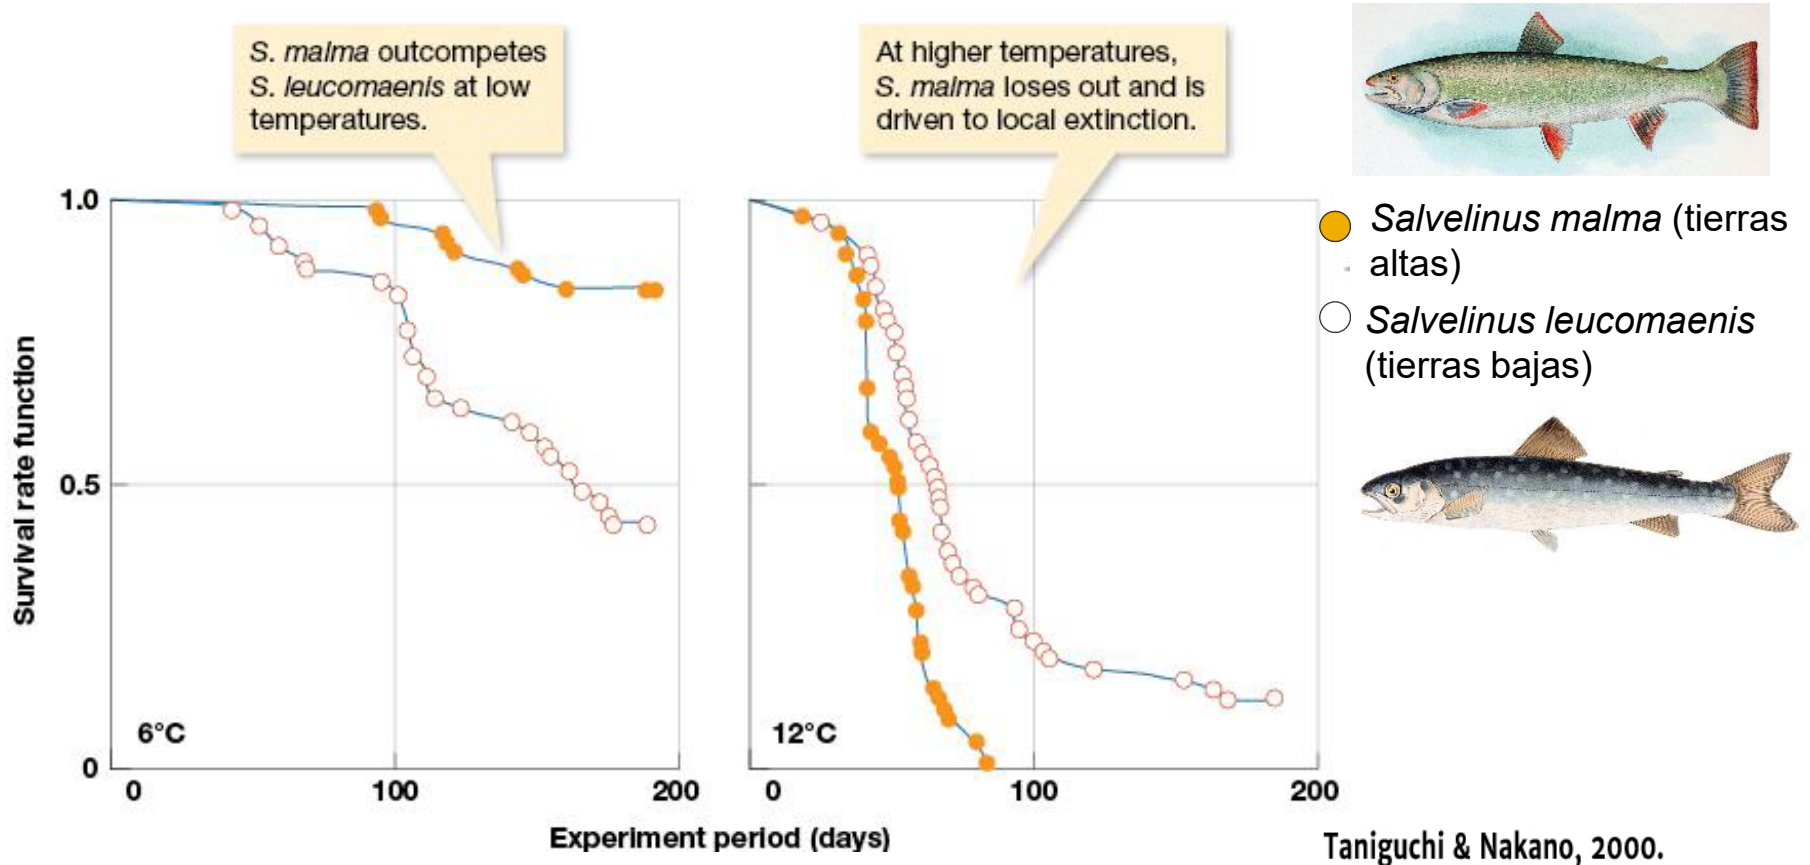 S. malma outcompetes
S. leucomaenis at low
temperatures.
At higher temperatures,
S. malma loses out and is
driven to local extinction.
Salvelinus malma (tierras
altas)
Salvelinus leucomaenis
(tierras bajas)
Survival rate function
1.0
0.5
0
6°C
12°C
0 100 200
0 100 200
Experiment period (days)
Taniguchi & Nakano, 2000.